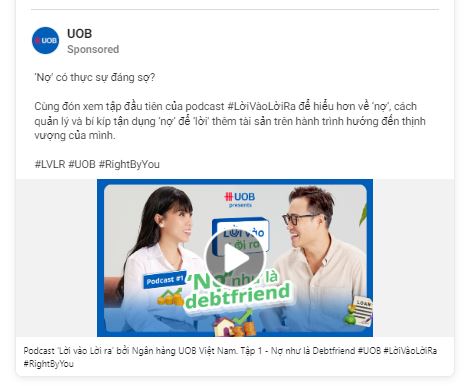 UOB
UOB
Sponsored
'Nợ' có thực sự đáng sợ?
Cùng đón xem tập đầu tiên của podcast #LờiVàoLờiRa để hiểu hơn về 'nợ', cách
quản lý và bí kíp tận dụng 'nợ' để 'lời' thêm tài sản trên hành trình hướng đến thịnh
vượng của mình.
#LVLR #UOB #RightByYou
UOB
presents
Lời vào
Lời ra
Podcast #1
'Nợ' như là
debtfriend
LOAN
Podcast 'Lời vào Lời ra' bởi Ngân hàng UOB Việt Nam. Tập 1 - Nợ như là Debtfriend #UOB #LờiVàoLờiRa
#RightByYou